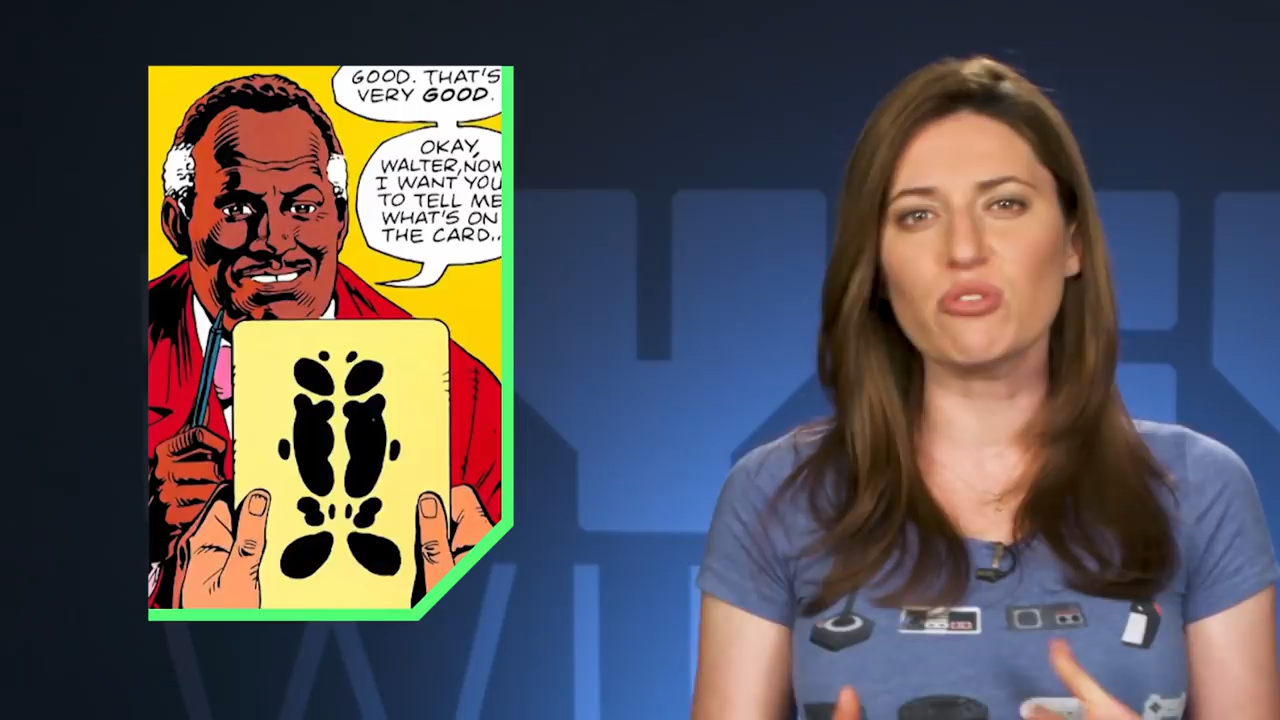 GOOD. THAT'S
VERY GOOD.
OKAY,
WALTER, NOW
I WANT YOU
TO TELL ME
WHAT'S ON
THE CARD..